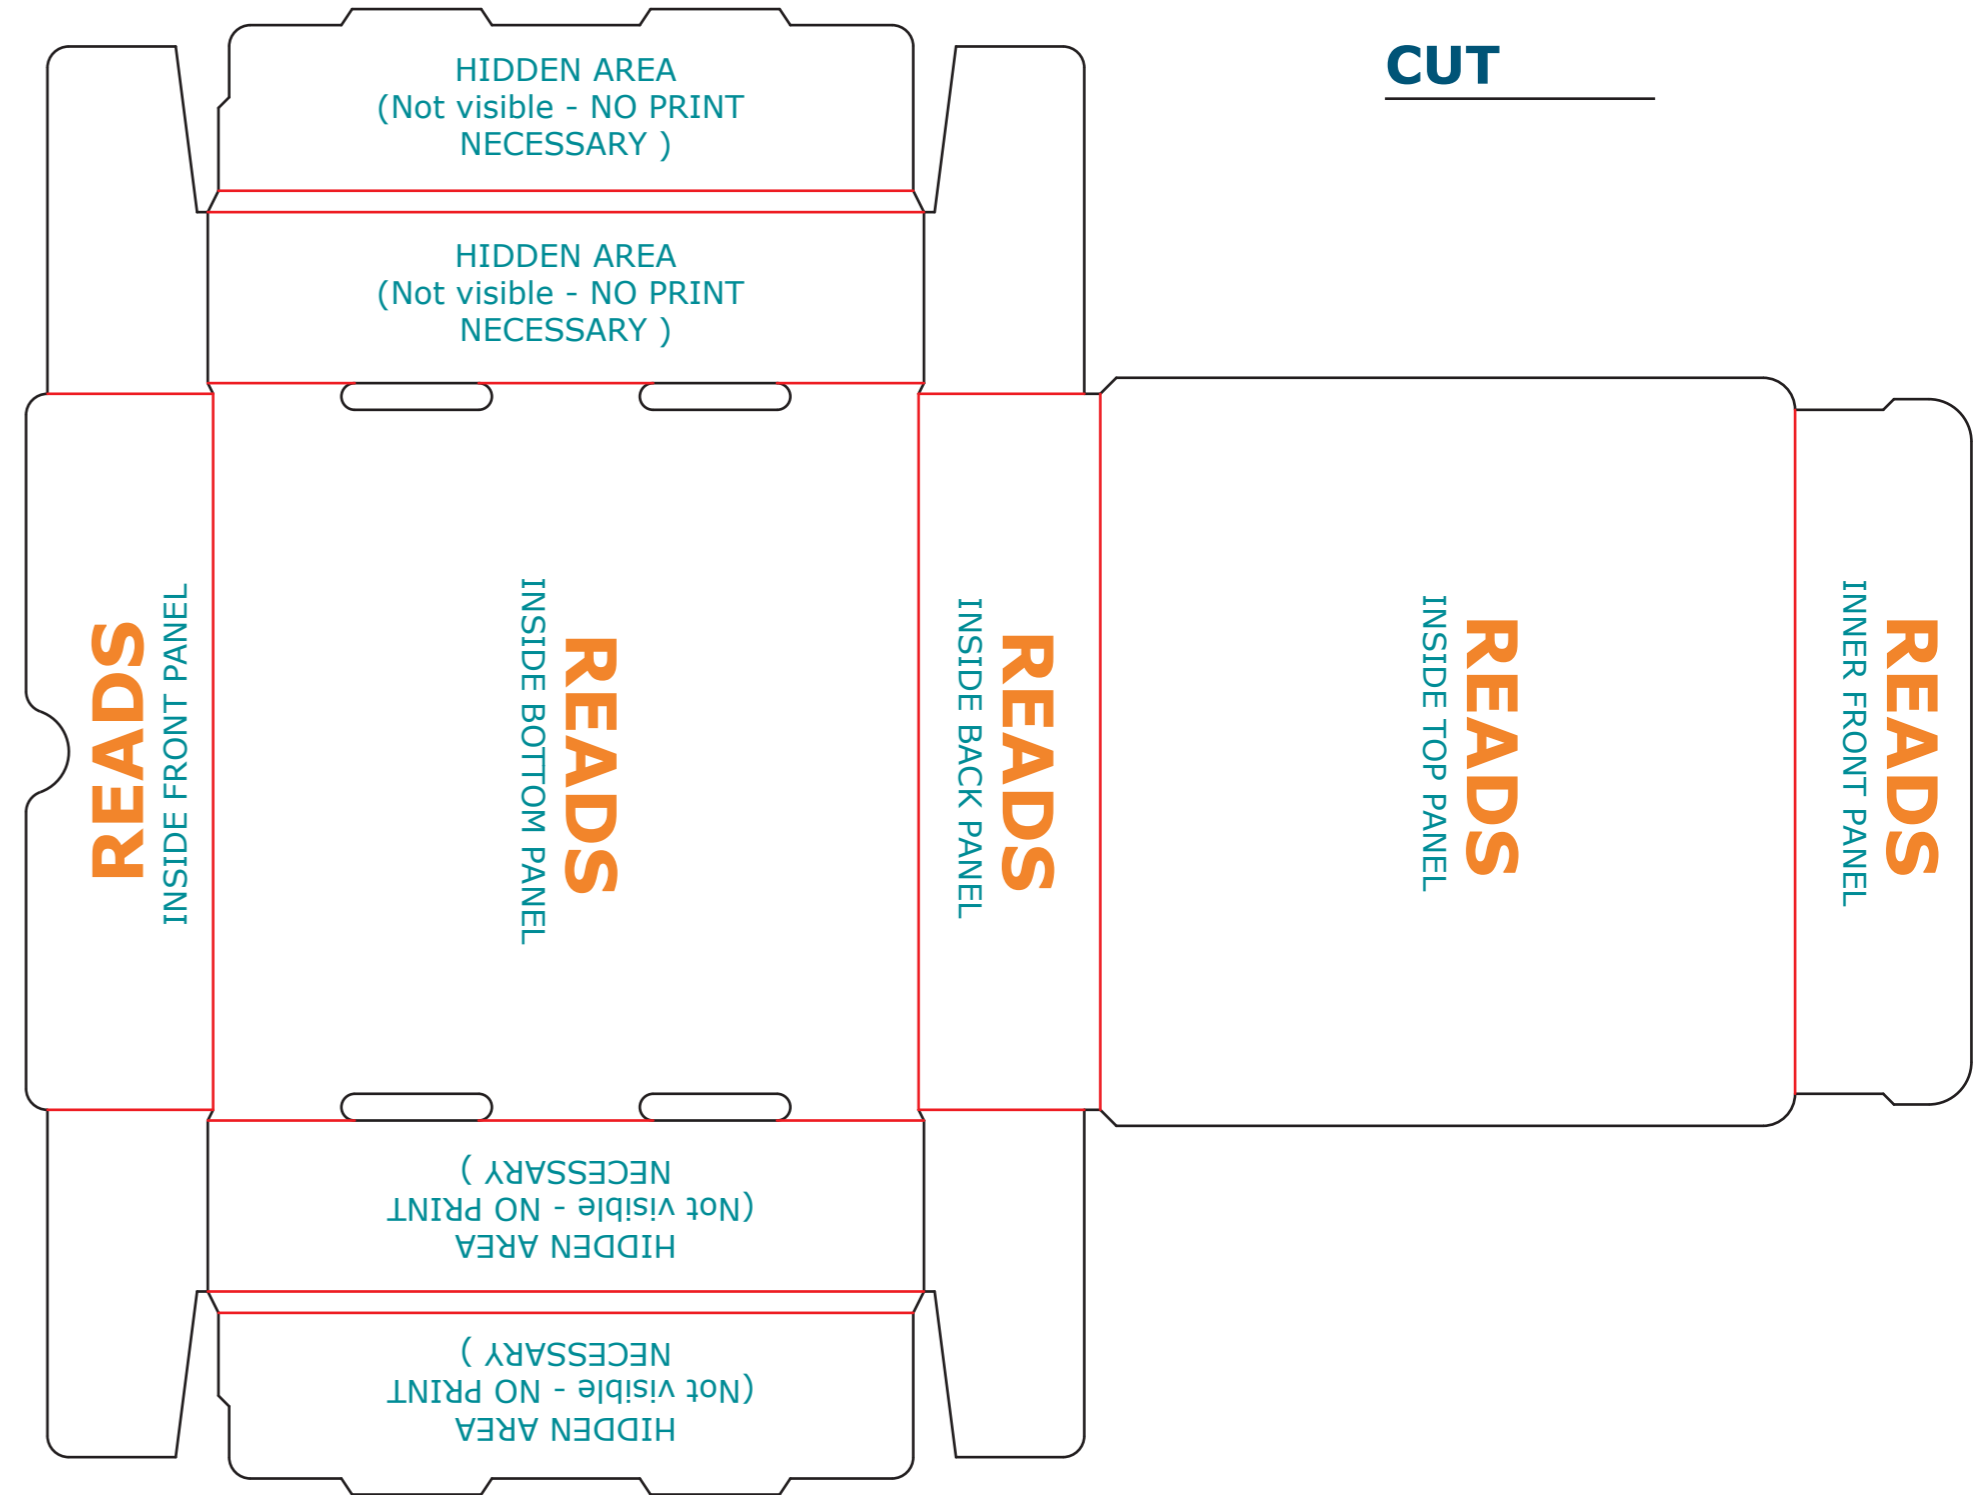 CUT
HIDDEN AREA
(Not visible - NO PRINT
NECESSARY )
HIDDEN AREA
(Not visible - NO PRINT
NECESSARY )
READS
INSIDE FRONT PANEL
READS
INSIDE BOTTOM PANEL
READS
INSIDE BACK PANEL
READS
INSIDE TOP PANEL
READS
INNER FRONT PANEL
HIDDEN AREA
(Not visible - NO PRINT
NECESSARY )
HIDDEN AREA
(Not visible - NO PRINT
NECESSARY )